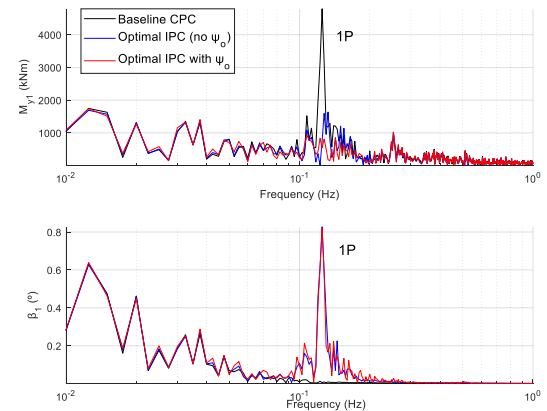 Baseline CPC
Optimal IPC (no ψo)
Optimal IPC with ψo
1P
My1 (kNm)
4000
3000
2000
1000
10-2
10-1
100
Frequency (Hz)
1P
β1 (º)
0.8
0.6
0.4
0.2
10-2
10-1
100
Frequency (Hz)